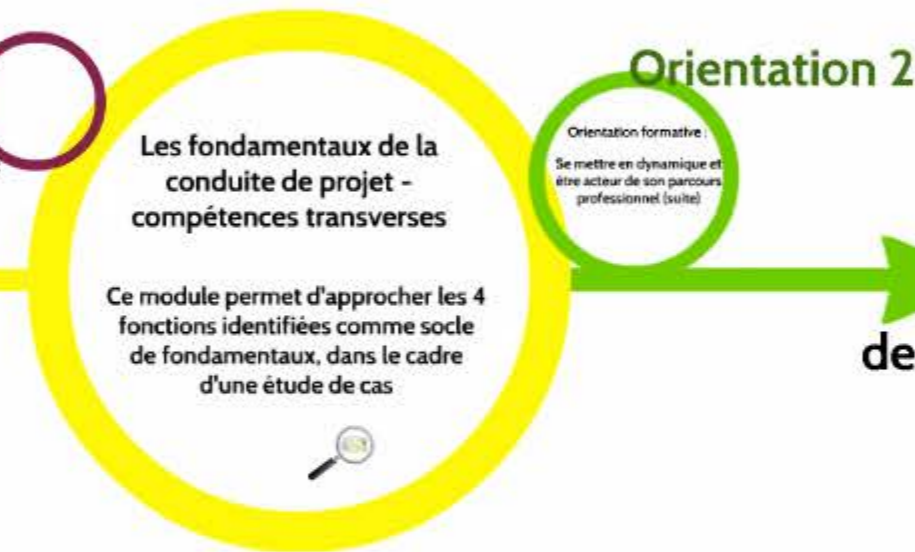 Les fondamentaux de la
conduite de projet -
compétences transverses
Ce module permet d'approcher les 4
fonctions identifiées comme socle
de fondamentaux, dans le cadre
d'une étude de cas
Orientation 2
Orientation formative :
Se mettre en dynamique et
être acteur de son parcours
professionnel (suite)
de